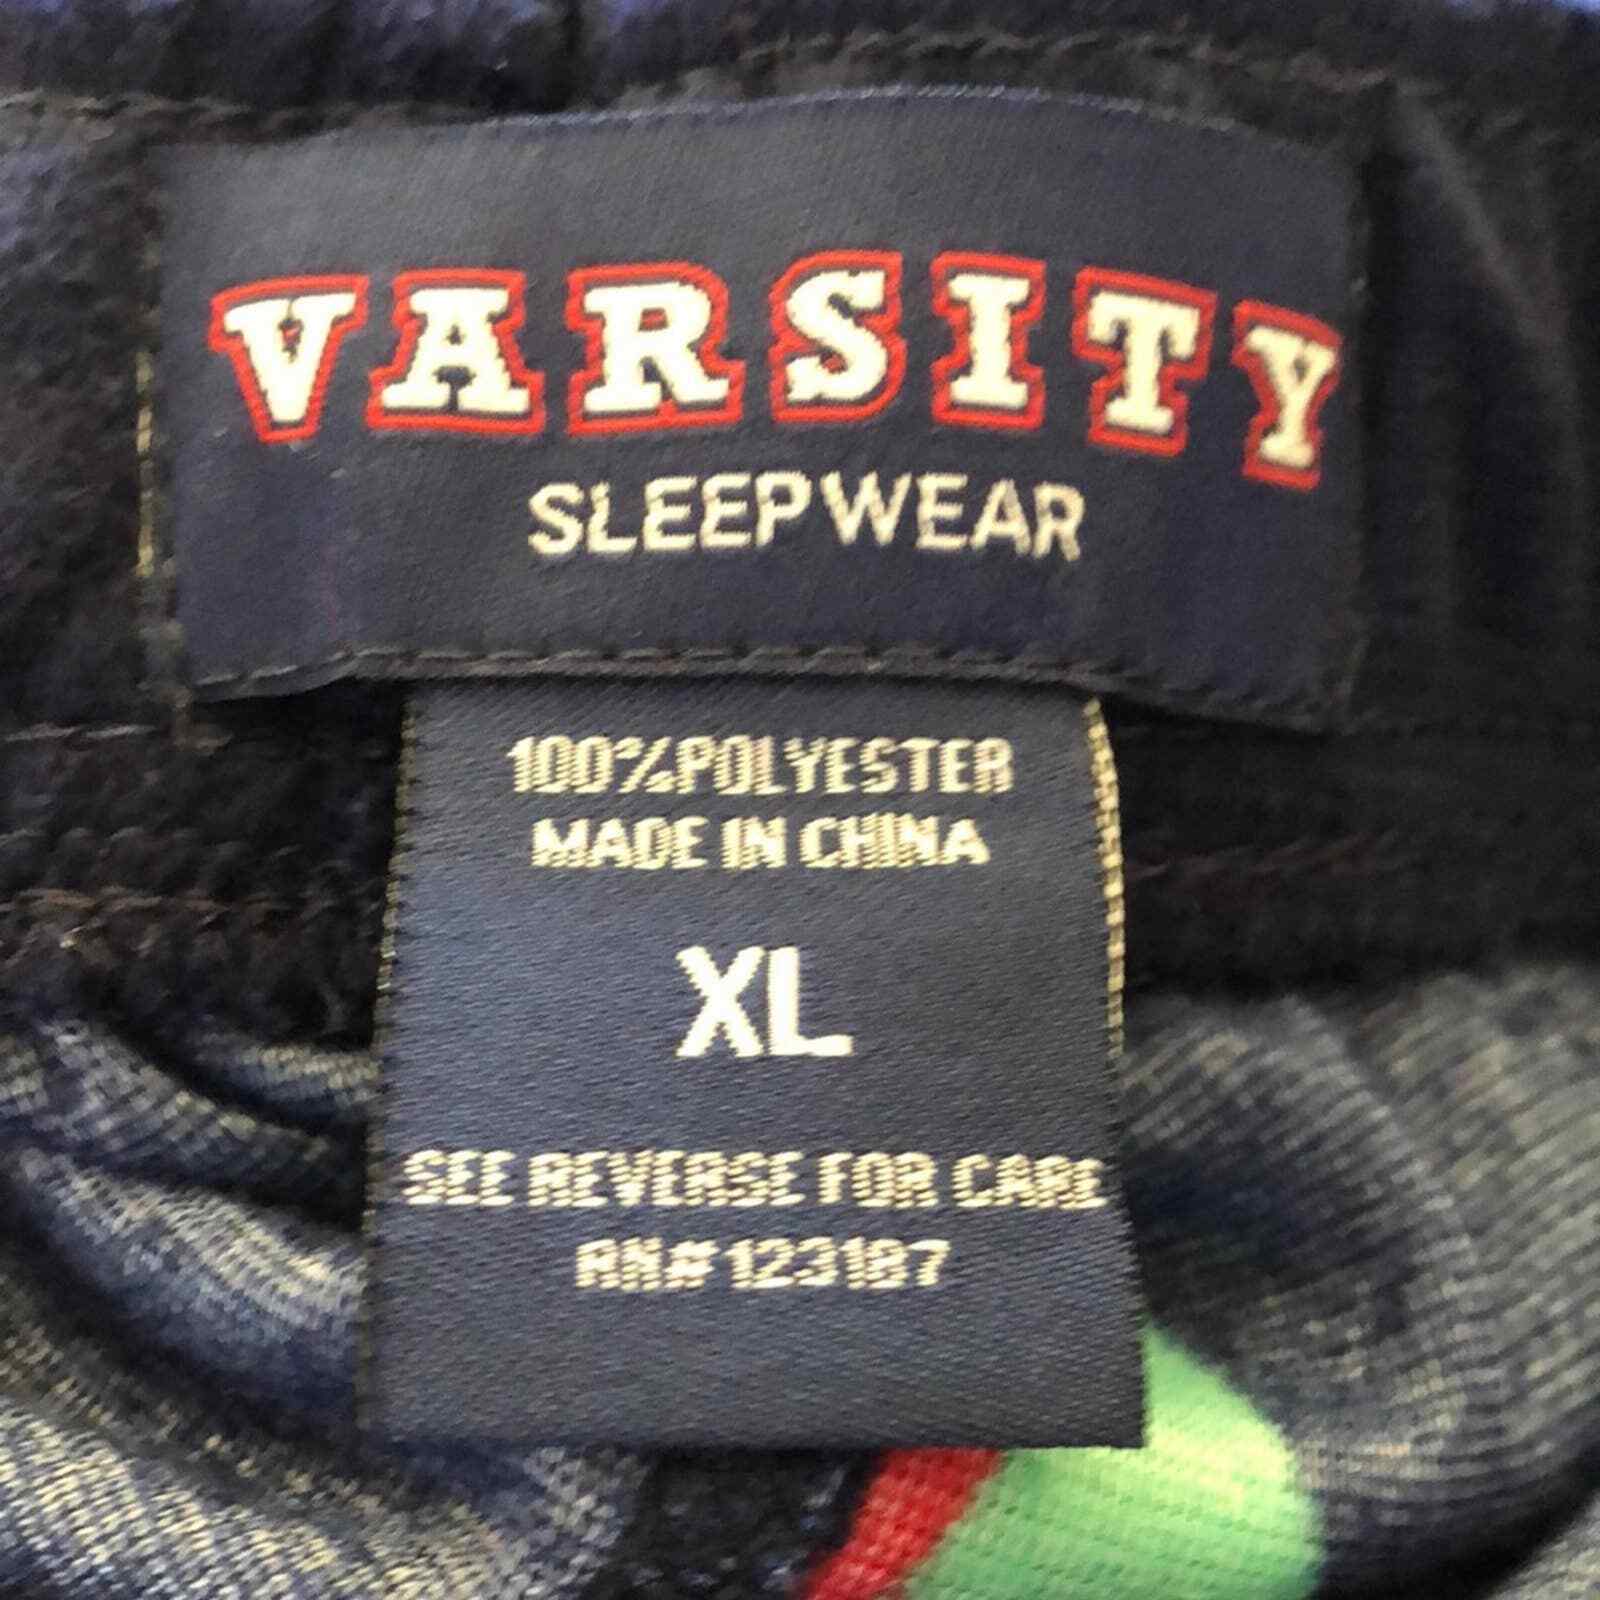 VARSITY
SLEEPWEAR
100%POLYESTER
MADE IN CHINA
XL
SEE REVERSE FOR CARE
RN#123187